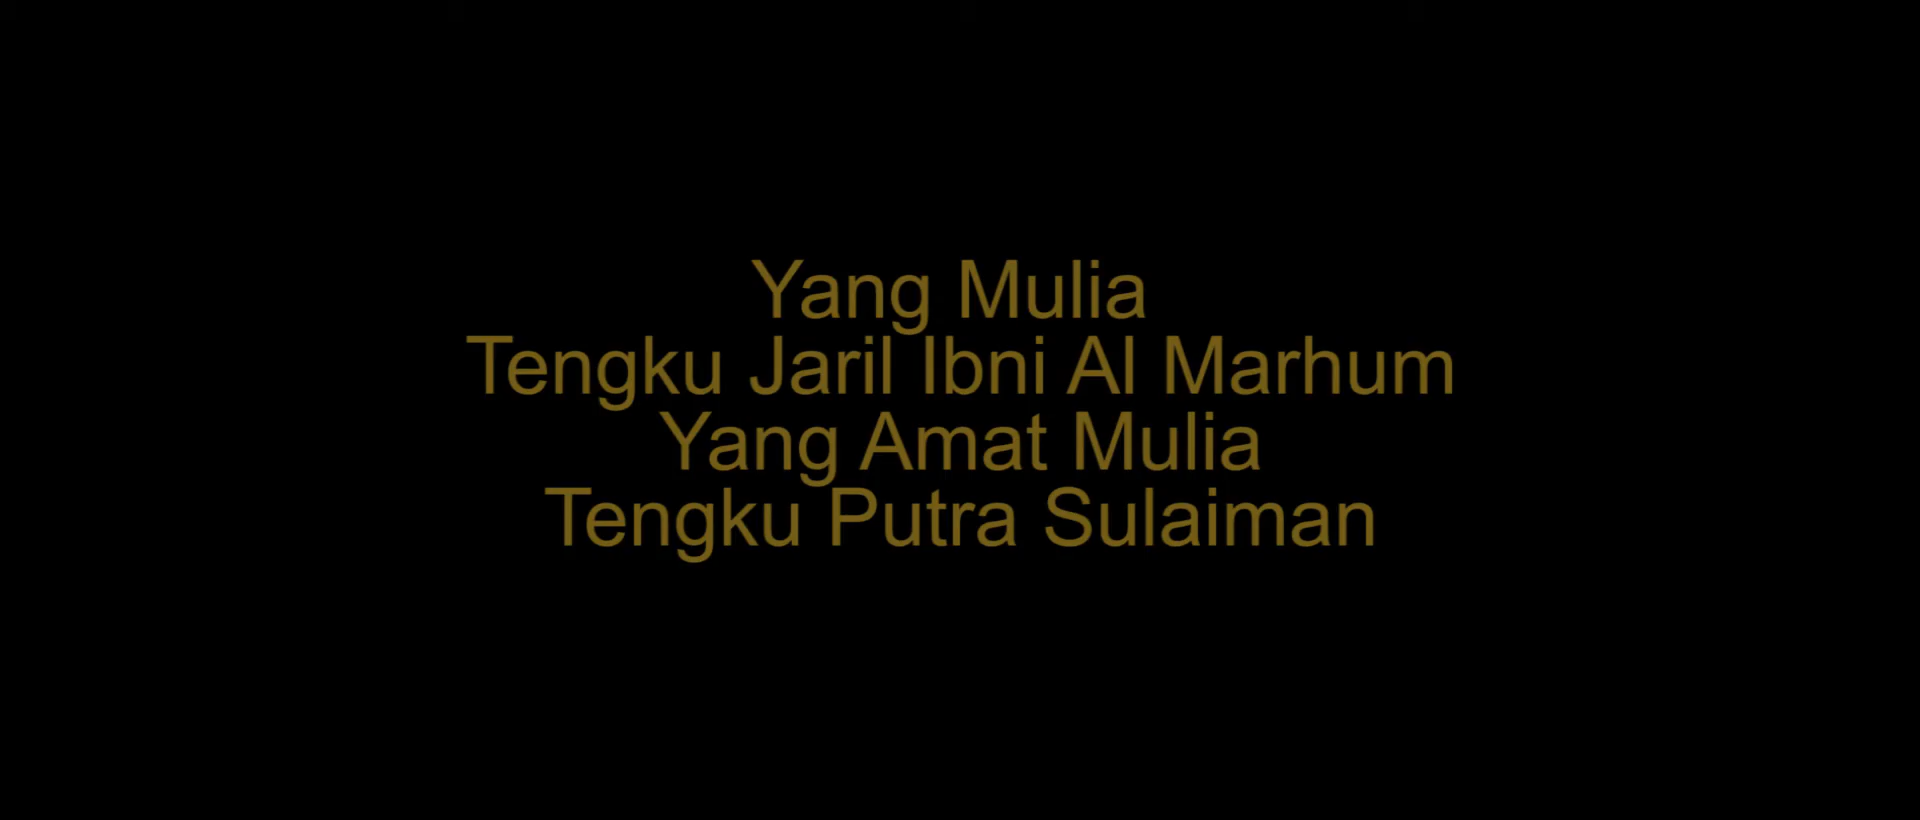 Yang Mulia
Tengku Jaril Ibni Al Marhum
Yang Amat Mulia
Tengku Putra Sulaiman